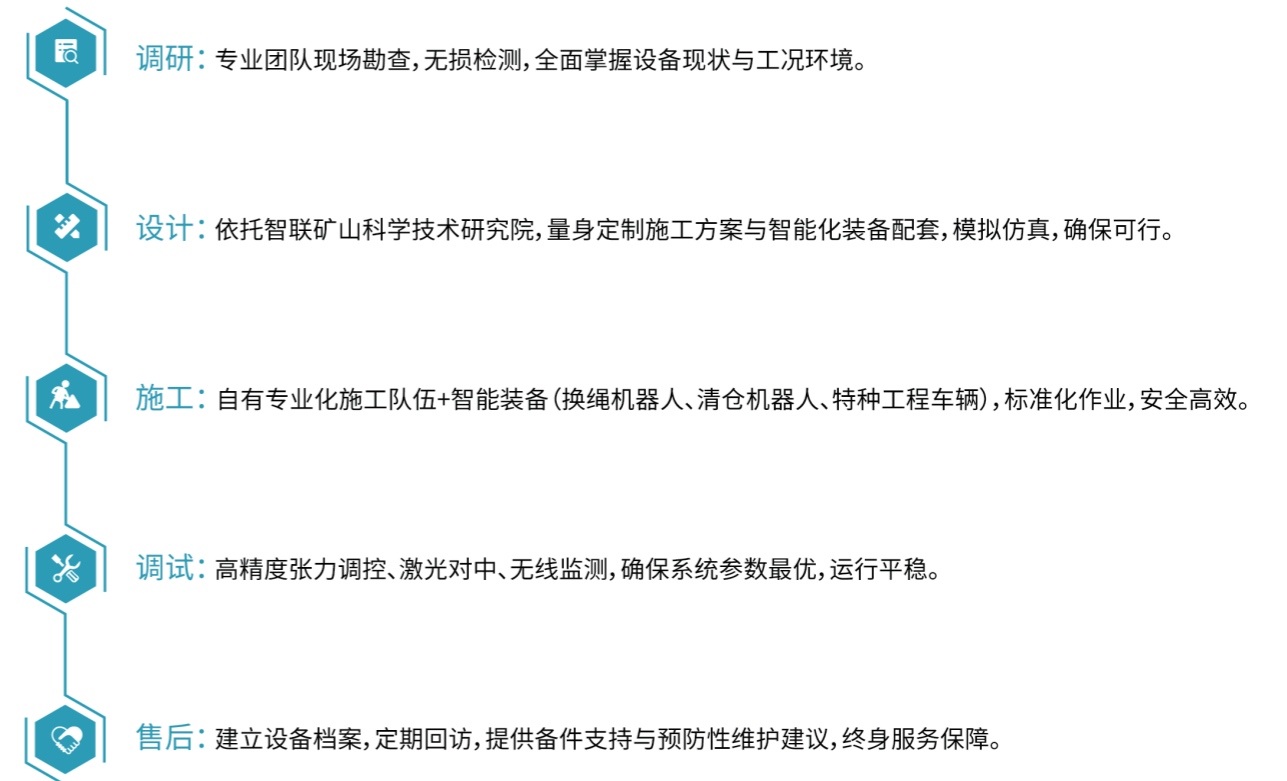 调研：专业团队现场勘查，无损检测，全面掌握设备现状与工况环境。
设计：依托智联矿山科学技术研究院，量身定制施工方案与智能化装备配套，模拟仿真，确保可行。
施工：自有专业化施工队伍+智能装备（换绳机器人、清仓机器人、特种工程车辆），标准化作业，安全高效。
调试：高精度张力调控、激光对中、无线监测，确保系统参数最优，运行平稳。
售后：建立设备档案，定期回访，提供备件支持与预防性维护建议，终身服务保障。